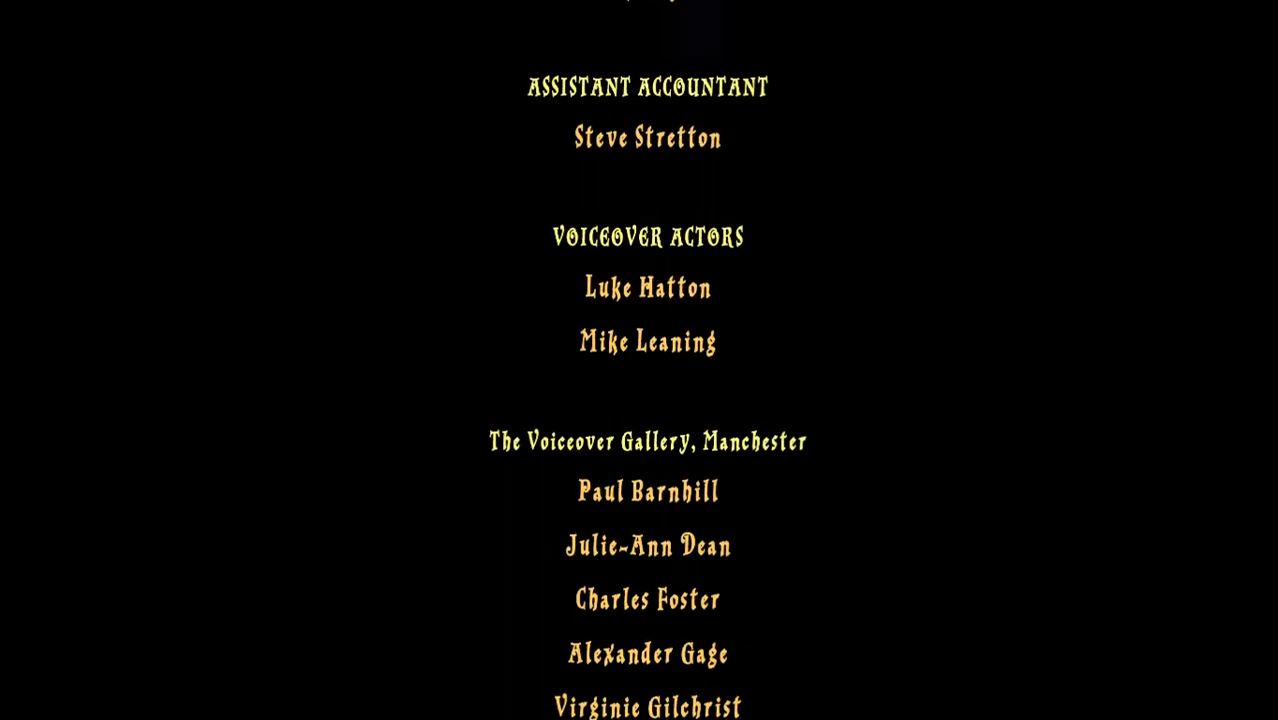 ASSISTANT ACCOUNTANT
Steve Stretton
VOICEOVER ACTORS
Luke Hatton
Mike Leaning
The Voiceover Gallery, Manchester
Paul Barnhill
Julie-Ann Dean
Charles Foster
Alexander Gage
Virginie Gilchrist